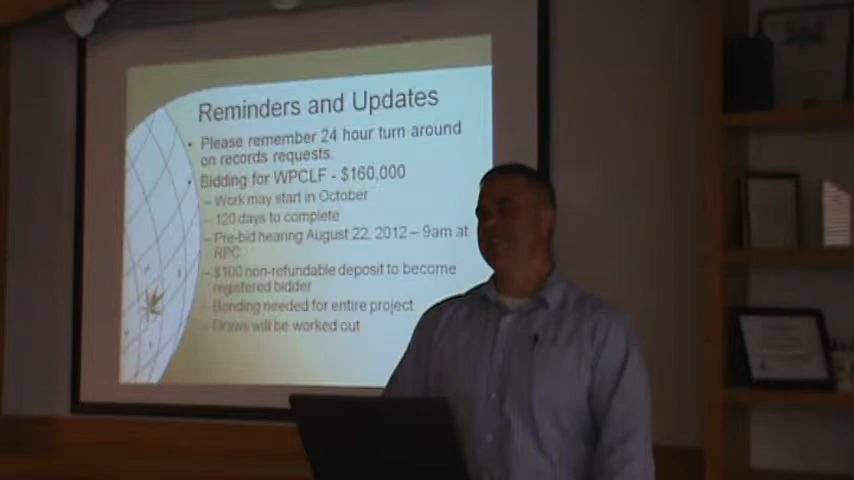 Reminders and Updates
• Please remember 24 hour turn around
on records requests.
• Bidding for WPCLF - $160,000
– Work may start in October
– 120 days to complete
– Pre-bid hearing August 22, 2012 – 9am at
RPC
– $100 non-refundable deposit to become
registered bidder
– Bonding needed for entire project
– Draws will be worked out